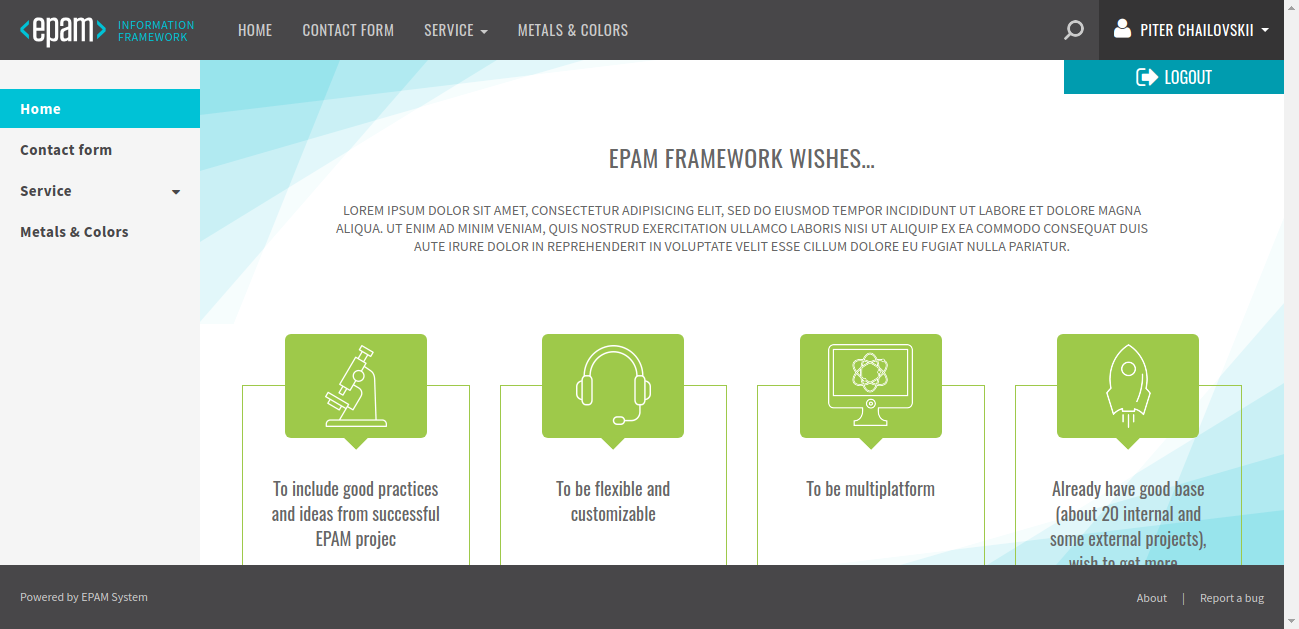 <epam>
INFORMATION
FRAMEWORK
HOME
CONTACT FORM
SERVICE
METALS & COLORS
PITER CHAILOVSKII
LOGOUT
Home
Contact form
Service
Metals & Colors
EPAM FRAMEWORK WISHES…
LOREM IPSUM DOLOR SIT AMET, CONSECTETUR ADIPISICING ELIT, SED DO EIUSMOD TEMPOR INCIDIDUNT UT LABORE ET DOLORE MAGNA
ALIQUA. UT ENIM AD MINIM VENIAM, QUIS NOSTRUD EXERCITATION ULLAMCO LABORIS NISI UT ALIQUIP EX EA COMMODO CONSEQUAT DUIS
AUTE IRURE DOLOR IN REPREHENDERIT IN VOLUPTATE VELIT ESSE CILLUM DOLORE EU FUGIAT NULLA PARIATUR.
To include good practices
and ideas from successful
EPAM projec
To be flexible and
customizable
To be multiplatform
Already have good base
(about 20 internal and
some external projects),
wish to get more…
Powered by EPAM System
About | Report a bug